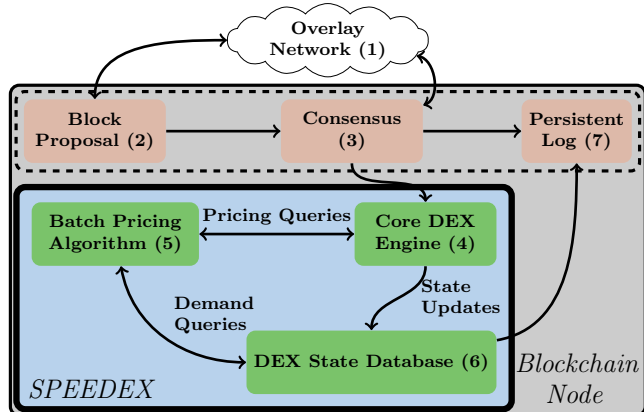 Overlay
Network (1)
Block
Proposal (2)
Consensus
(3)
Persistent
Log (7)
Batch Pricing
Algorithm (5)
Pricing Queries
Core DEX
Engine (4)
Demand
Queries
State
Updates
DEX State Database (6)
SPEEDEX
Blockchain
Node